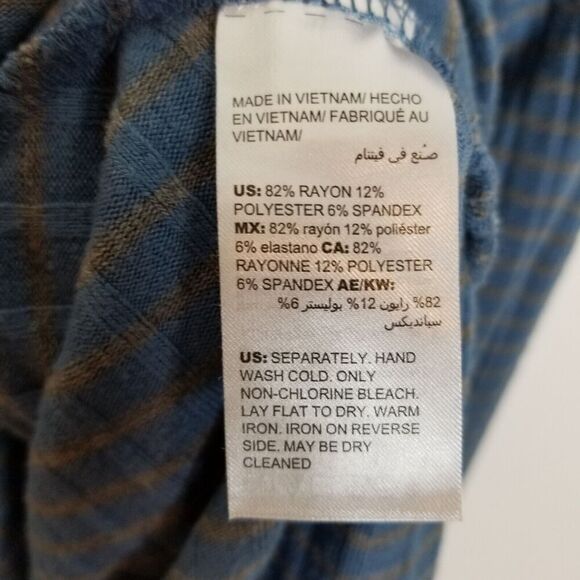 MADE IN VIETNAM/ HECHO
EN VIETNAM/ FABRIQUÉ AU
VIETNAM/
صُنع في فيتنام
US: 82% RAYON 12%
POLYESTER 6% SPANDEX
MX: 82% rayón 12% poliéster
6% elastano CA: 82%
RAYONNE 12% POLYESTER
6% SPANDEX AE/KW:
82% رايون 12% بوليستر 6%
سباندیکس
US: SEPARATELY. HAND
WASH COLD. ONLY
NON-CHLORINE BLEACH.
LAY FLAT TO DRY. WARM
IRON. IRON ON REVERSE
SIDE. MAY BE DRY
CLEANED